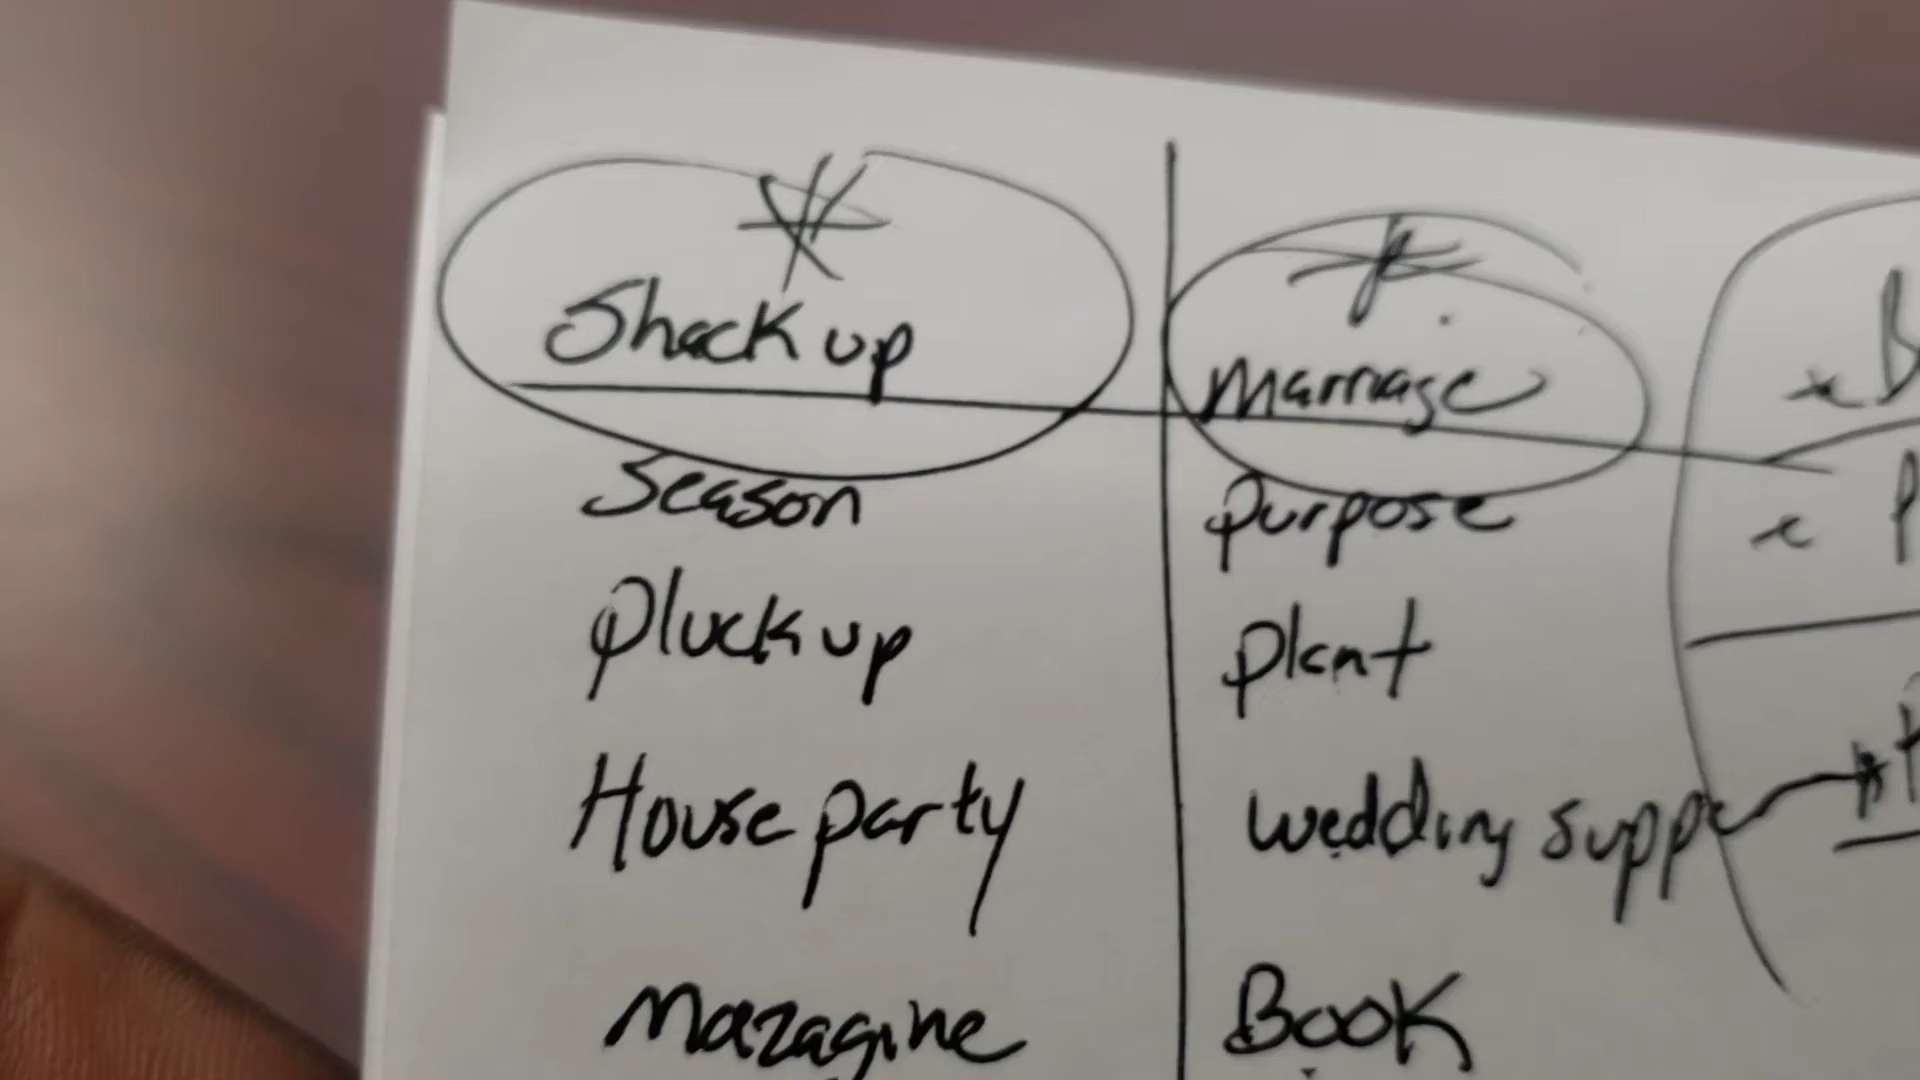 Shack up
Marriage
Season
Purpose
Pluck up
Plant
House party
wedding supp
Mazagine
Book